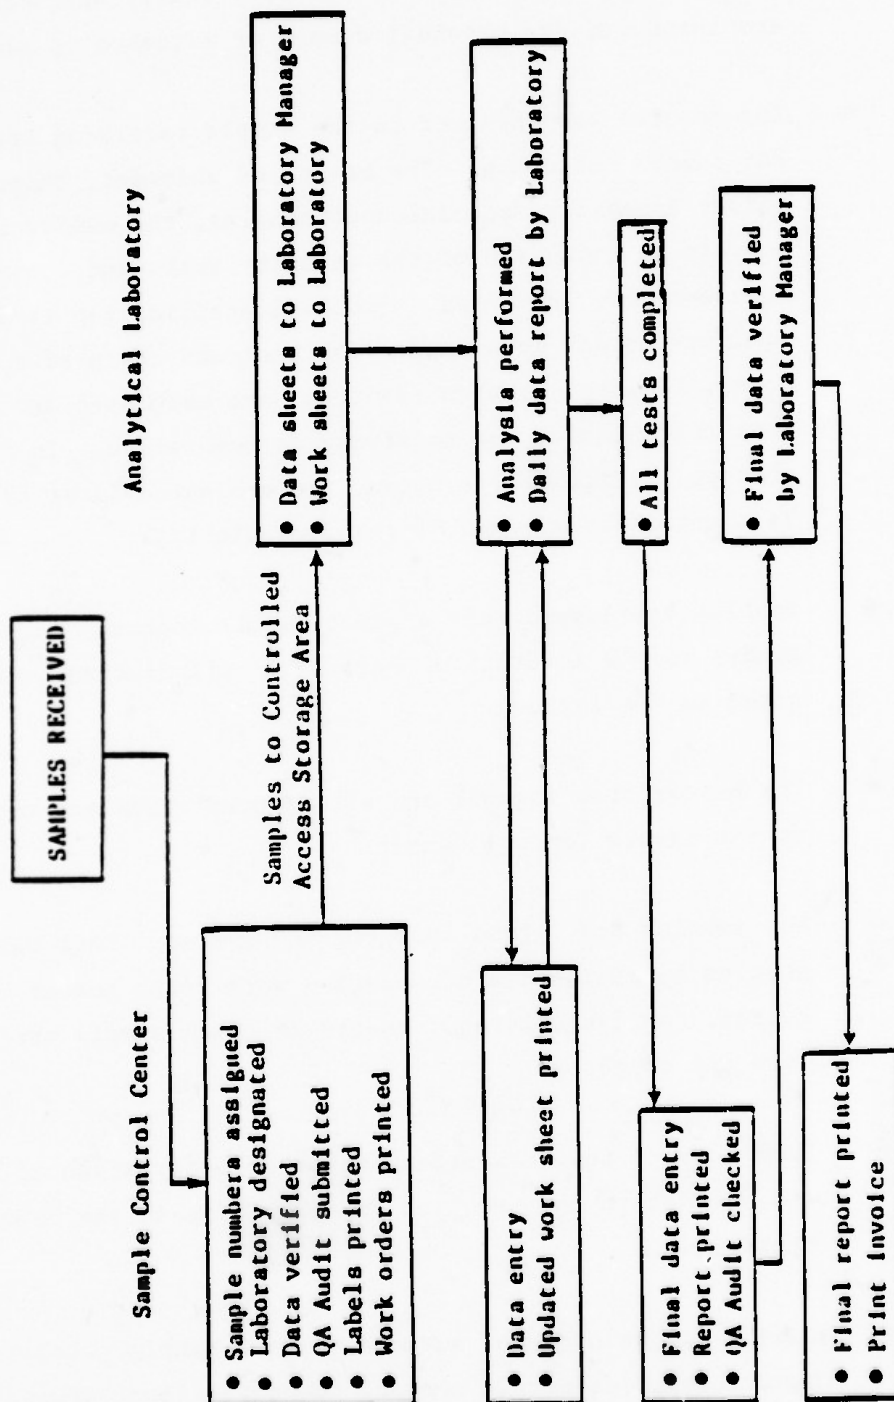 SAMPLES RECEIVED
Sample Control Center
Analytical Laboratory
● Sample numbera assigned
● Laboratory designated
● Data verified
● QA Audit submitted
● Labels printed
● Work orders printed
Samples to Controlled
Access Storage Area
● Data sheets to Laboratory Manager
● Work sheets to Laboratory
● Analysia performed
● Daily data report by Laboratory
● Data entry
● Updated work sheet printed
● All tests completed
● Final data entry
● Report printed
● QA Audit checked
● Final data verified
by Laboratory Manager
● Final report printed
● Print Invoice